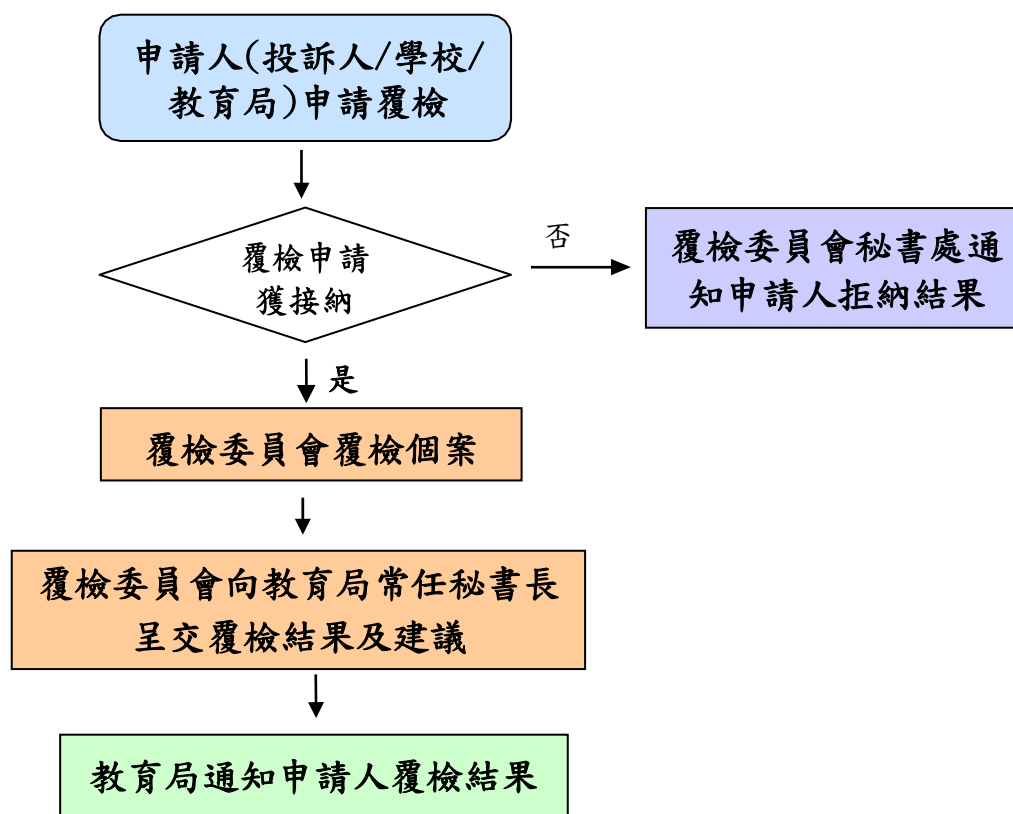 申請人(投訴人/學校/
教育局)申請覆檢
覆檢申請
獲接納
否
覆檢委員會秘書處通
知申請人拒納結果
是
覆檢委員會覆檢個案
覆檢委員會向教育局常任秘書長
呈交覆檢結果及建議
教育局通知申請人覆檢結果